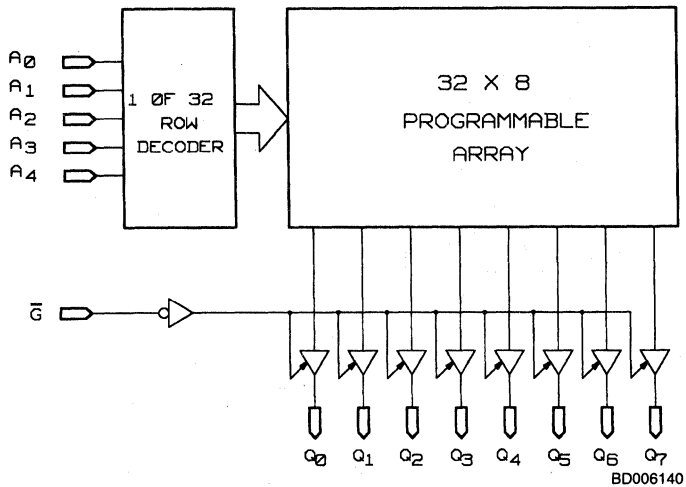 A0
A1
A2
A3
A4
1 OF 32
ROW
DECODER
32 X 8
PROGRAMMABLE
ARRAY
G̅
Q0 Q1 Q2 Q3 Q4 Q5 Q6 Q7
BD006140